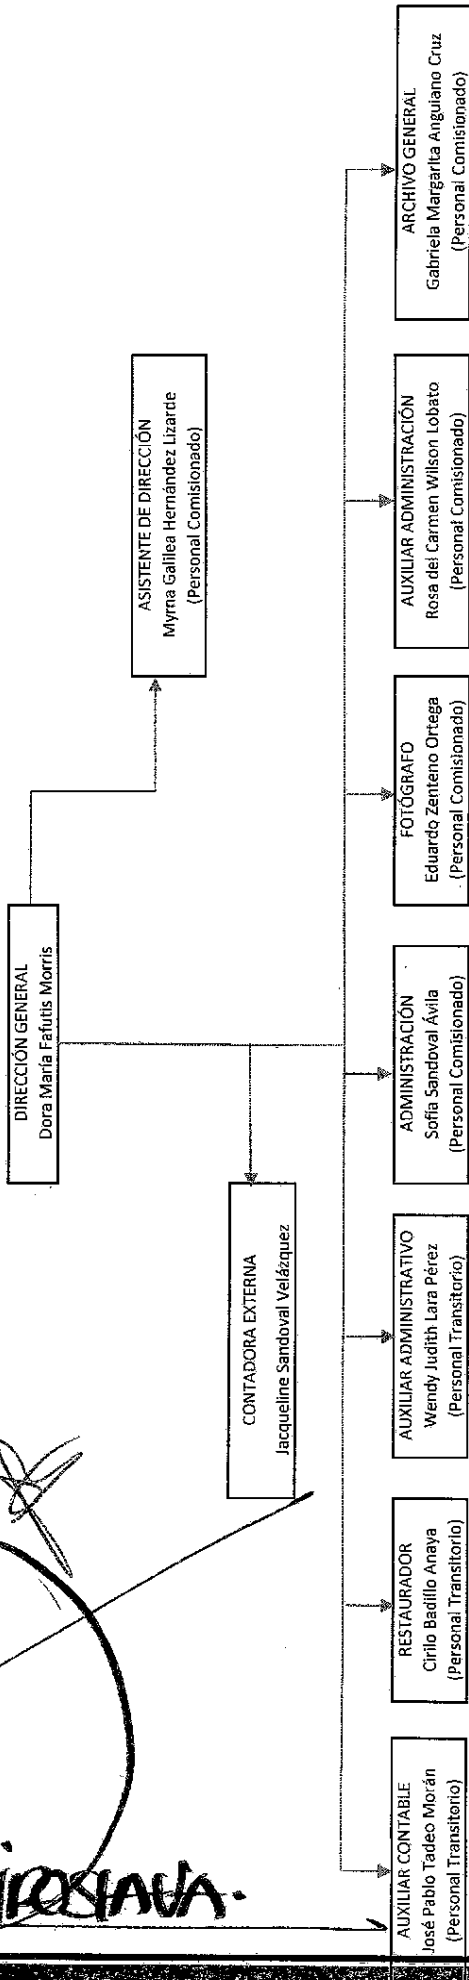 DIRECCIÓN GENERAL
Dora María Fafutis Morris
ASISTENTE DE DIRECCIÓN
Myrna Galilea Hernández Lizarde
(Personal Comisionado)
CONTADORA EXTERNA
Jacqueline Sandoval Velázquez
AUXILIAR CONTABLE
José Pablo Tadeo Morán
(Personal Transitorio)
RESTAURADOR
Cirilo Badillo Anaya
(Personal Transitorio)
AUXILIAR ADMINISTRATIVO
Wendy Judith Lara Pérez
(Personal Transitorio)
ADMINISTRACIÓN
Sofía Sandoval Ávila
(Personal Comisionado)
FOTÓGRAFO
Eduardo Zenteno Ortega
(Personal Comisionado)
AUXILIAR ADMINISTRACIÓN
Rosa del Carmen Wilson Lobato
(Personal Comisionado)
ARCHIVO GENERAL
Gabriela Margarita Anguiano Cruz
(Personal Comisionado)